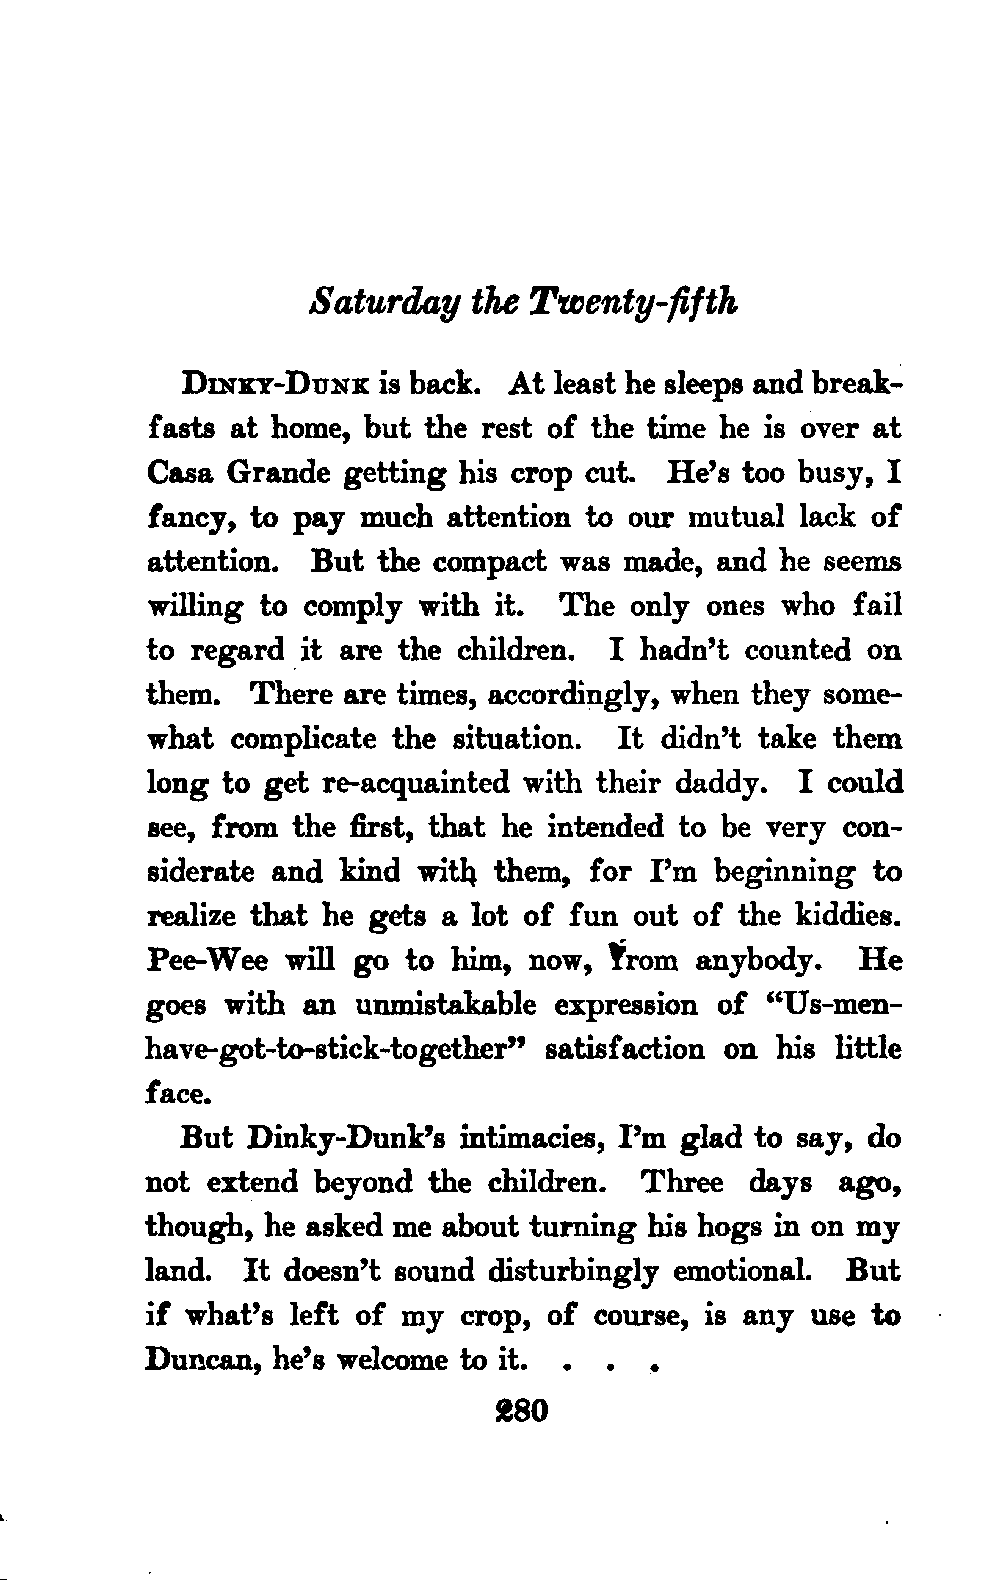 Saturday the Twenty-fifth
DINKY-DUNK is back. At least he sleeps and break-
fasts at home, but the rest of the time he is over at
Casa Grande getting his crop cut. He's too busy, I
fancy, to pay much attention to our mutual lack of
attention. But the compact was made, and he seems
willing to comply with it. The only ones who fail
to regard it are the children. I hadn't counted on
them. There are times, accordingly, when they some-
what complicate the situation. It didn't take them
long to get re-acquainted with their daddy. I could
see, from the first, that he intended to be very con-
siderate and kind with them, for I'm beginning to
realize that he gets a lot of fun out of the kiddies.
Pee-Wee will go to him, now, from anybody. He
goes with an unmistakable expression of “Us-men-
have-got-to-stick-together” satisfaction on his little
face.
But Dinky-Dunk's intimacies, I'm glad to say, do
not extend beyond the children. Three days ago,
though, he asked me about turning his hogs in on my
land. It doesn't sound disturbingly emotional. But
if what's left of my crop, of course, is any use to
Duncan, he's welcome to it. . . .
280